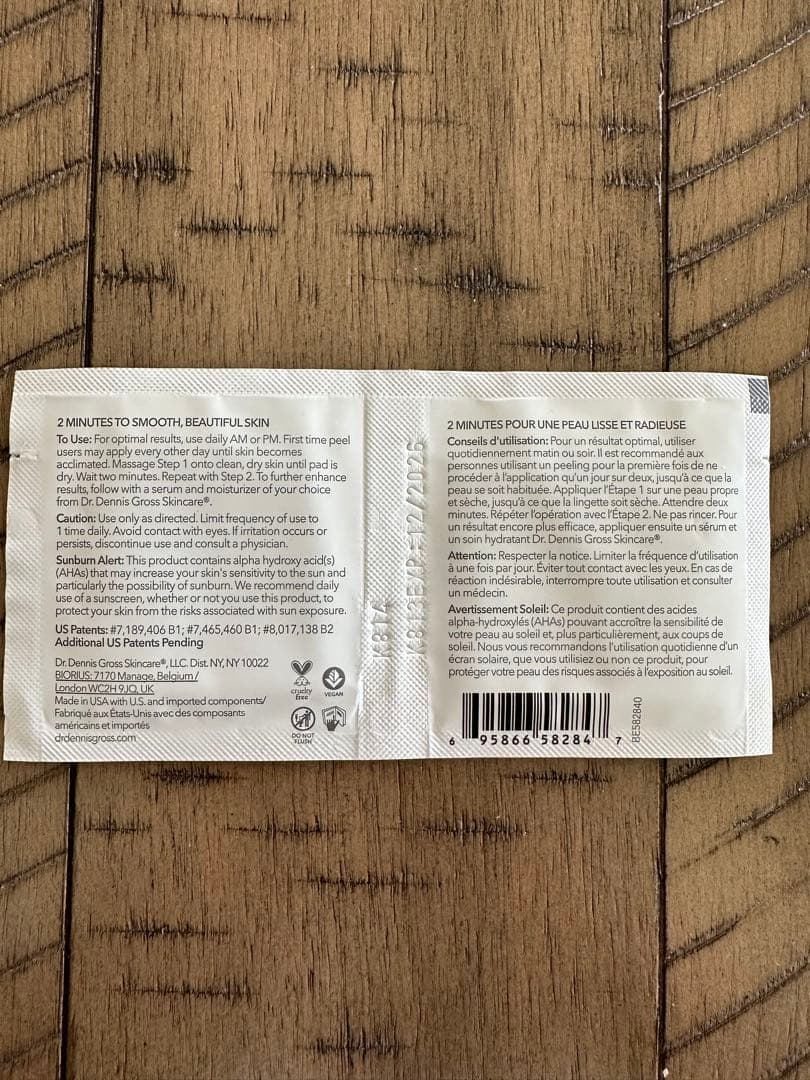 2 MINUTES TO SMOOTH, BEAUTIFUL SKIN
To Use: For optimal results, use daily AM or PM. First time peel
users may apply every other day until skin becomes
acclimated. Massage Step 1 onto clean, dry skin until pad is
dry. Wait two minutes. Repeat with Step 2. To further enhance
results, follow with a serum and moisturizer of your choice
from Dr. Dennis Gross Skincare®.
Caution: Use only as directed. Limit frequency of use to
1 time daily. Avoid contact with eyes. If irritation occurs or
persists, discontinue use and consult a physician.
Sunburn Alert: This product contains alpha hydroxy acid(s)
(AHAs) that may increase your skin's sensitivity to the sun and
particularly the possibility of sunburn. We recommend daily
use of a sunscreen, whether or not you use this product, to
protect your skin from the risks associated with sun exposure.
US Patents: #7,189,406 B1; #7,465,460 B1; #8,017,138 B2
Additional US Patents Pending
Dr. Dennis Gross Skincare®, LLC. Dist. NY, NY 10022
BIORIUS: 7170 Manage, Belgium /
London WC2H 9JQ, UK
Made in USA with U.S. and imported components/
Fabriqué aux États-Unis avec des composants
américains et importés
drdennisgross.com
cruelty
free
VEGAN
DO NOT
FLUSH
K814
K813E/P=12/2026
2 MINUTES POUR UNE PEAU LISSE ET RADIEUSE
Conseils d'utilisation: Pour un résultat optimal, utiliser
quotidiennement matin ou soir. Il est recommandé aux
personnes utilisant un peeling pour la première fois de ne
procéder à l'application qu'un jour sur deux, jusqu'à ce que la
peau se soit habituée. Appliquer l'Étape 1 sur une peau propre
et sèche, jusqu'à ce que la lingette soit sèche. Attendre deux
minutes. Répéter l'opération avec l'Étape 2. Ne pas rincer. Pour
un résultat encore plus efficace, appliquer ensuite un sérum et
un soin hydratant Dr. Dennis Gross Skincare®.
Attention: Respecter la notice. Limiter la fréquence d'utilisation
à une fois par jour. Éviter tout contact avec les yeux. En cas de
réaction indésirable, interrompre toute utilisation et consulter
un médecin.
Avertissement Soleil: Ce produit contient des acides
alpha-hydroxylés (AHAs) pouvant accroître la sensibilité de
votre peau au soleil et, plus particulièrement, aux coups de
soleil. Nous vous recommandons l'utilisation quotidienne d'un
écran solaire, que vous utilisiez ou non ce produit, pour
protéger votre peau des risques associés à l'exposition au soleil.
6 95866 58284 7
BE582840